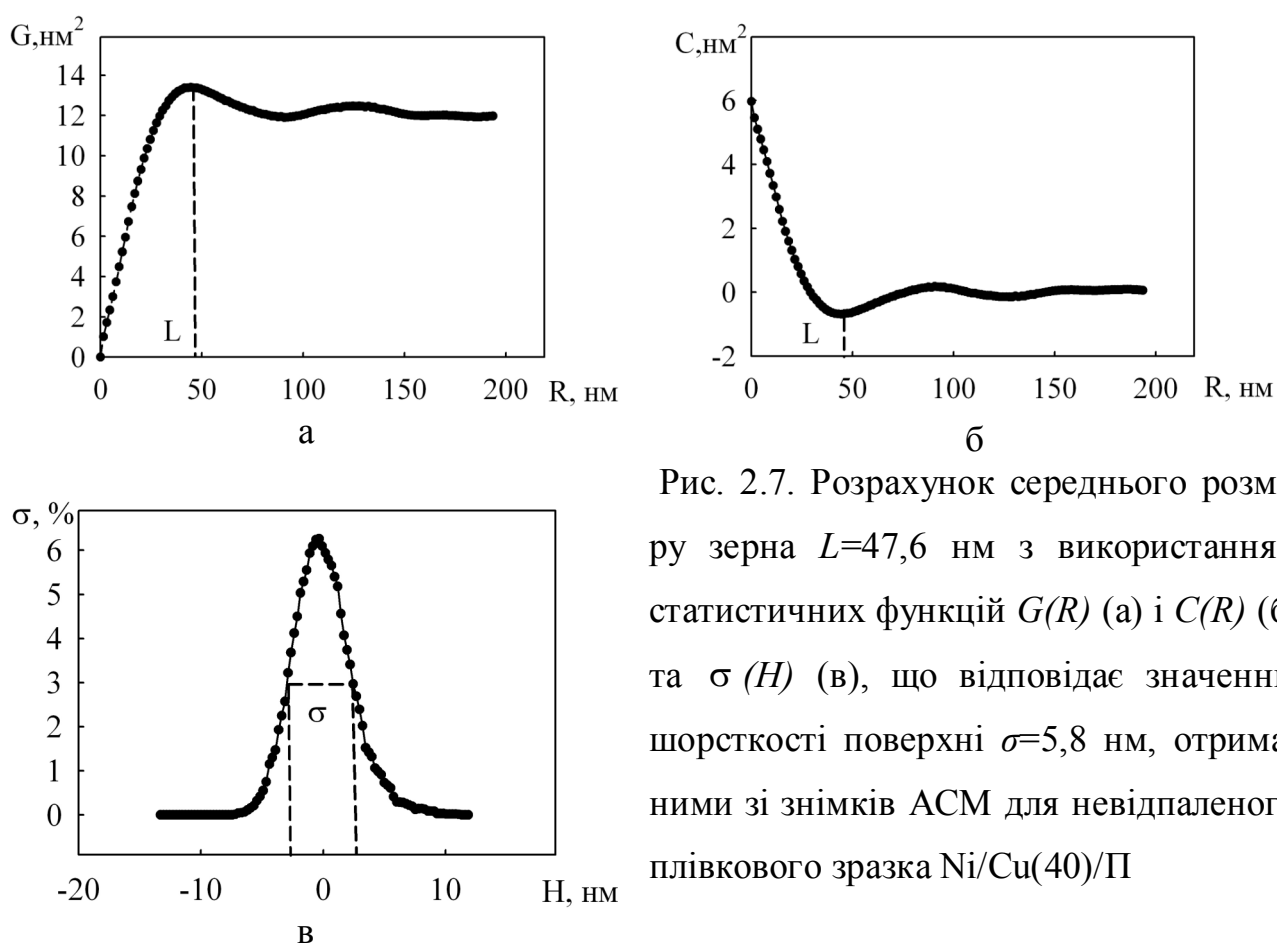 G,нм²
14
12
10
8
6
4
2
0
L
0 50 100 150 200 R, нм
а
C,нм²
6
4
2
0
-2
L
0 50 100 150 200 R, нм
б
σ, %
6
5
4
3
2
1
0
σ
-20 -10 0 10 H, нм
в
Рис. 2.7. Розрахунок середнього розм
ру зерна L=47,6 нм з використання
статистичних функцій G(R) (а) і C(R) (б
та σ (H) (в), що відповідає значенн
шорсткості поверхні σ=5,8 нм, отрима
ними зі знімків АСМ для невідпаленог
плівкового зразка Ni/Cu(40)/П